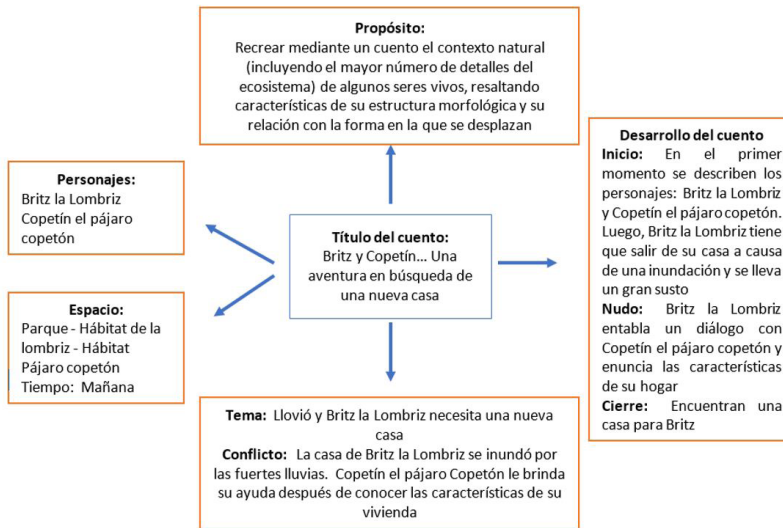 Propósito:
Recrear mediante un cuento el contexto natural
(incluyendo el mayor número de detalles del
ecosistema) de algunos seres vivos, resaltando
características de su estructura morfológica y su
relación con la forma en la que se desplazan
Personajes:
Britz la Lombriz
Copetín el pájaro
copetón
Título del cuento:
Britz y Copetín... Una
aventura en búsqueda de
una nueva casa
Desarrollo del cuento
Inicio: En el primer
momento se describen los
personajes: Britz la Lombriz
y Copetín el pájaro copetón.
Luego, Britz la Lombriz tiene
que salir de su casa a causa
de una inundación y se lleva
un gran susto
Nudo: Britz la Lombriz
entabla un diálogo con
Copetín el pájaro copetón y
enuncia las características
de su hogar
Cierre: Encuentran una
casa para Britz
Espacio:
Parque - Hábitat de la
lombriz - Hábitat
Pájaro copetón
Tiempo: Mañana
Tema: Llovió y Britz la Lombriz necesita una nueva
casa
Conflicto: La casa de Britz la Lombriz se inundó por
las fuertes lluvias. Copetín el pájaro Copetón le brinda
su ayuda después de conocer las características de su
vivienda